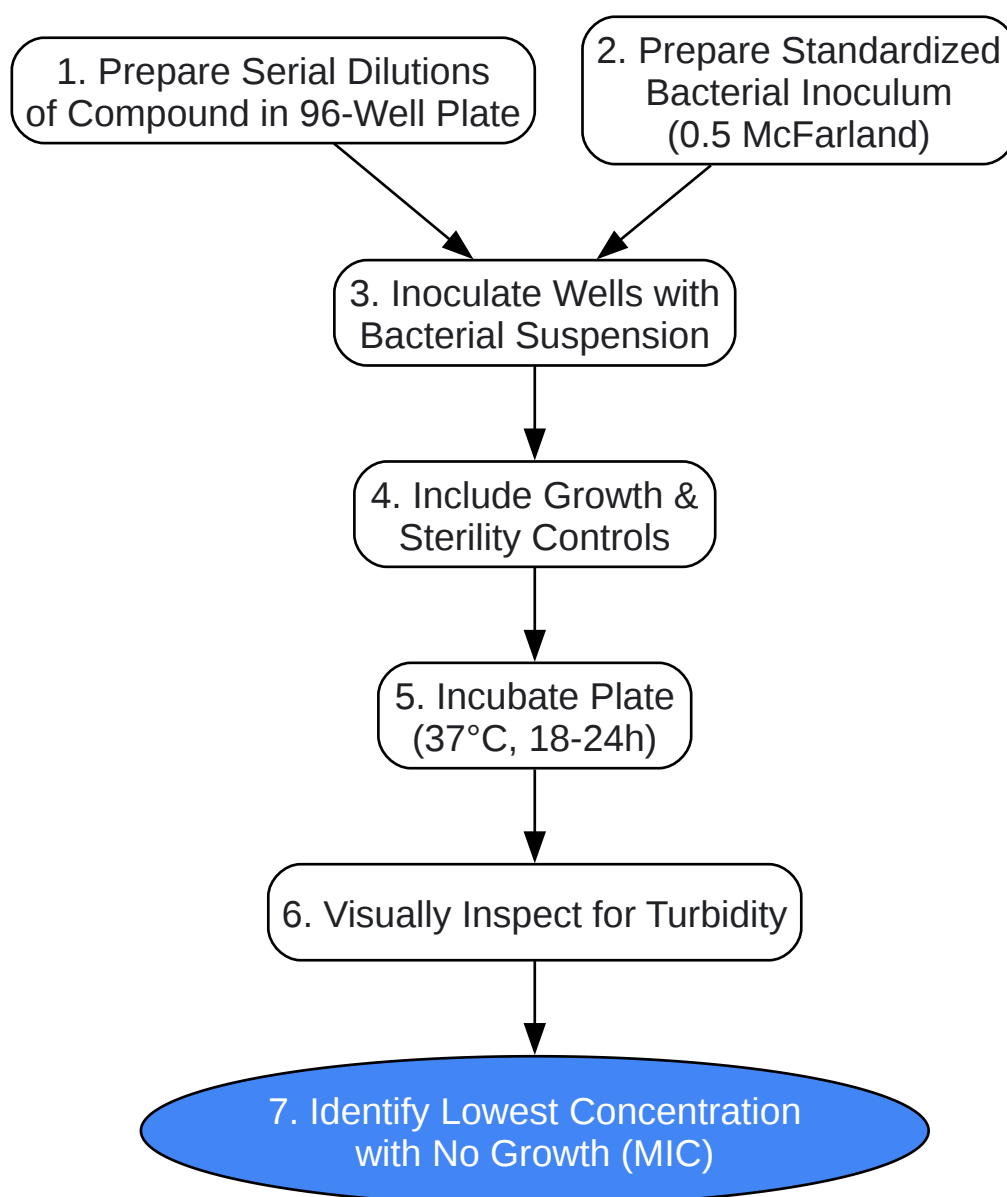 1. Prepare Serial Dilutions
of Compound in 96-Well Plate
2. Prepare Standardized
Bacterial Inoculum
(0.5 McFarland)
3. Inoculate Wells with
Bacterial Suspension
4. Include Growth &
Sterility Controls
5. Incubate Plate
(37°C, 18-24h)
6. Visually Inspect for Turbidity
7. Identify Lowest Concentration
with No Growth (MIC)